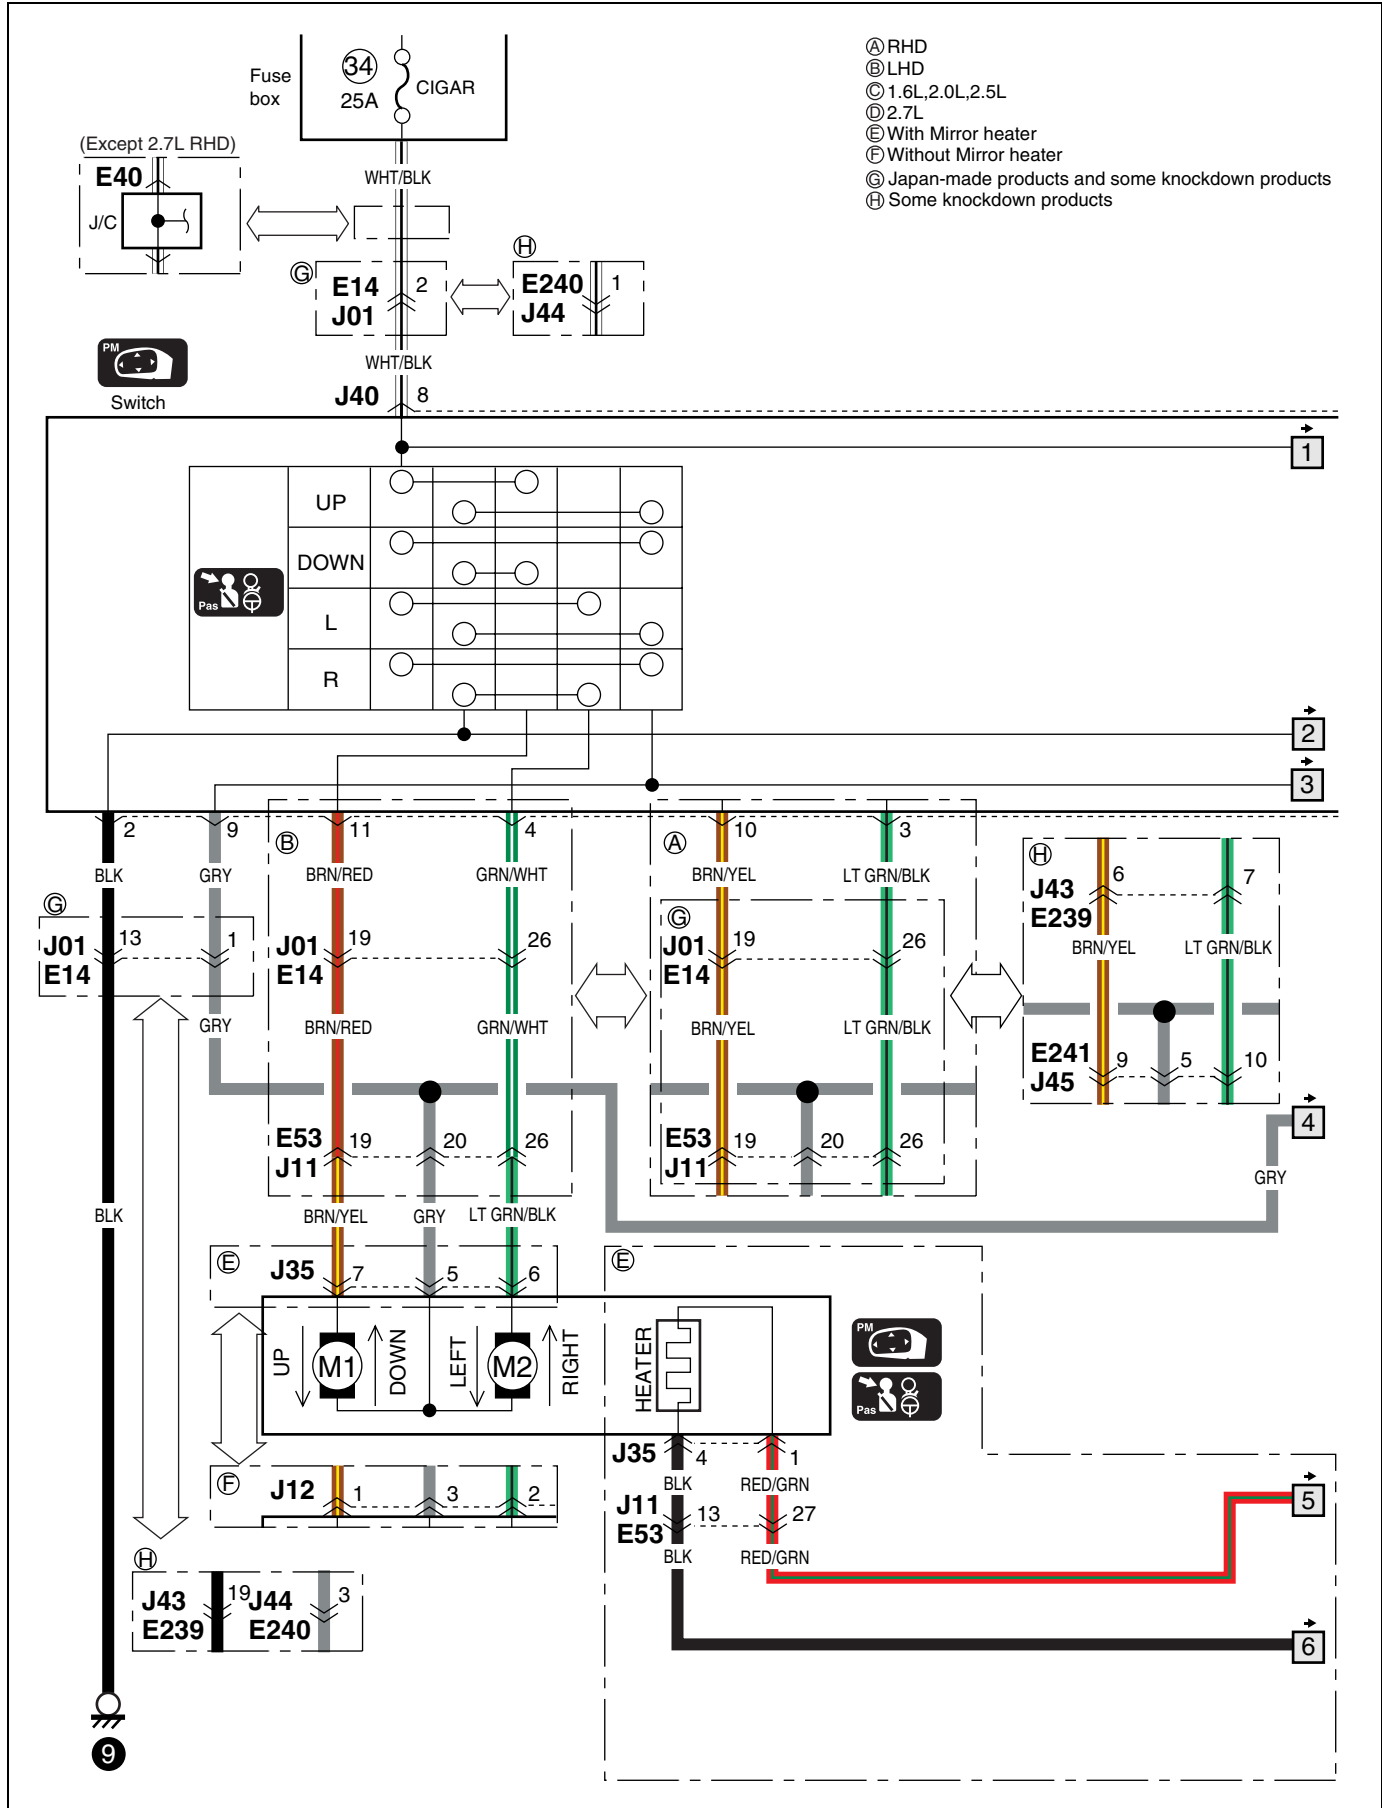 Fuse
box
34
25A
CIGAR
Ⓐ RHD
Ⓑ LHD
Ⓒ 1.6L,2.0L,2.5L
Ⓓ 2.7L
Ⓔ With Mirror heater
Ⓕ Without Mirror heater
Ⓖ Japan-made products and some knockdown products
Ⓗ Some knockdown products
(Except 2.7L RHD)
E40
J/C
WHT/BLK
Ⓖ
E14
J01
2
Ⓗ
E240
J44
1
WHT/BLK
PM
Switch
J40
8
1
UP
DOWN
L
R
Pas
2
3
2
9
11
4
10
3
Ⓑ
Ⓐ
Ⓗ
BLK
GRY
BRN/RED
GRN/WHT
BRN/YEL
LT GRN/BLK
J43
E239
6
7
Ⓖ
J01
E14
13
1
J01
E14
19
26
Ⓖ
J01
E14
19
26
BRN/YEL
LT GRN/BLK
GRY
BRN/RED
GRN/WHT
BRN/YEL
LT GRN/BLK
E241
J45
9
5
10
4
E53
J11
19
20
26
E53
J11
19
20
26
GRY
BLK
BRN/YEL
GRY
LT GRN/BLK
Ⓔ
J35
7
5
6
Ⓔ
UP
M1
DOWN
LEFT
M2
RIGHT
HEATER
PM
Pas
J35
4
1
BLK
RED/GRN
Ⓕ
J12
1
3
2
J11
E53
13
27
5
BLK
RED/GRN
Ⓗ
J43
E239
19
J44
E240
3
6
9